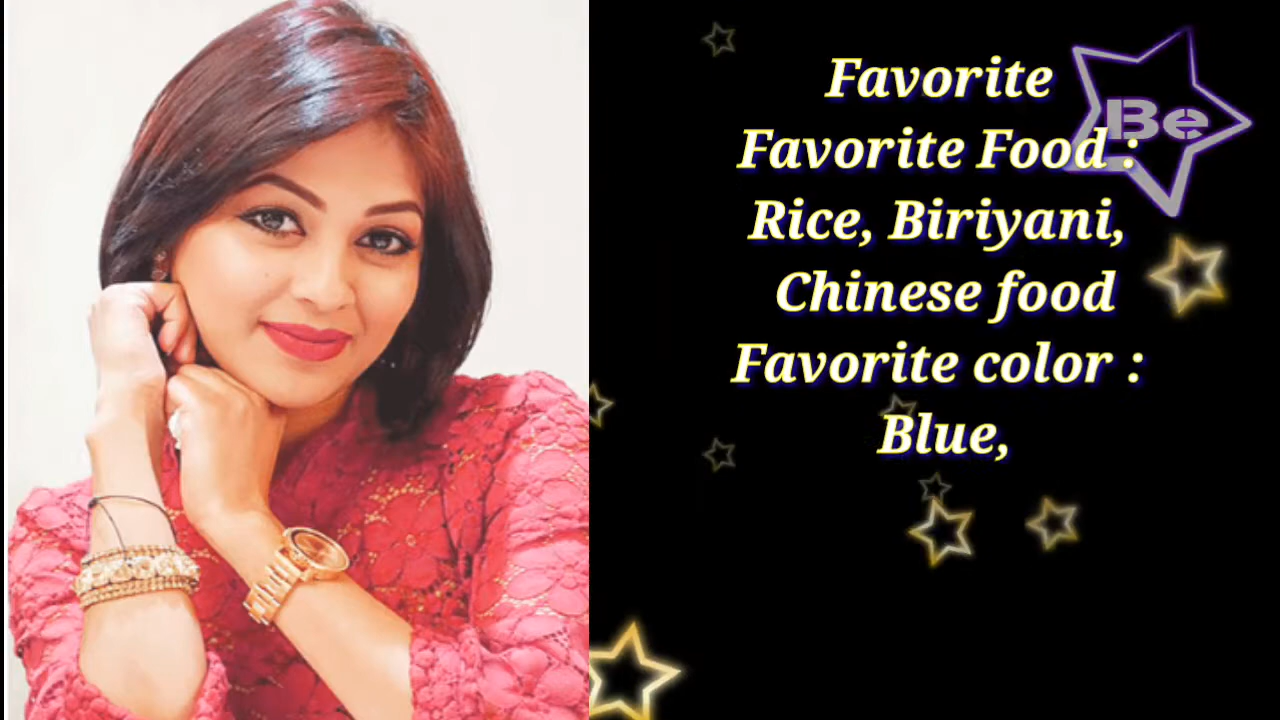 Favorite
Be
Favorite Food :
Rice, Biriyani,
Chinese food
Favorite color :
Blue,